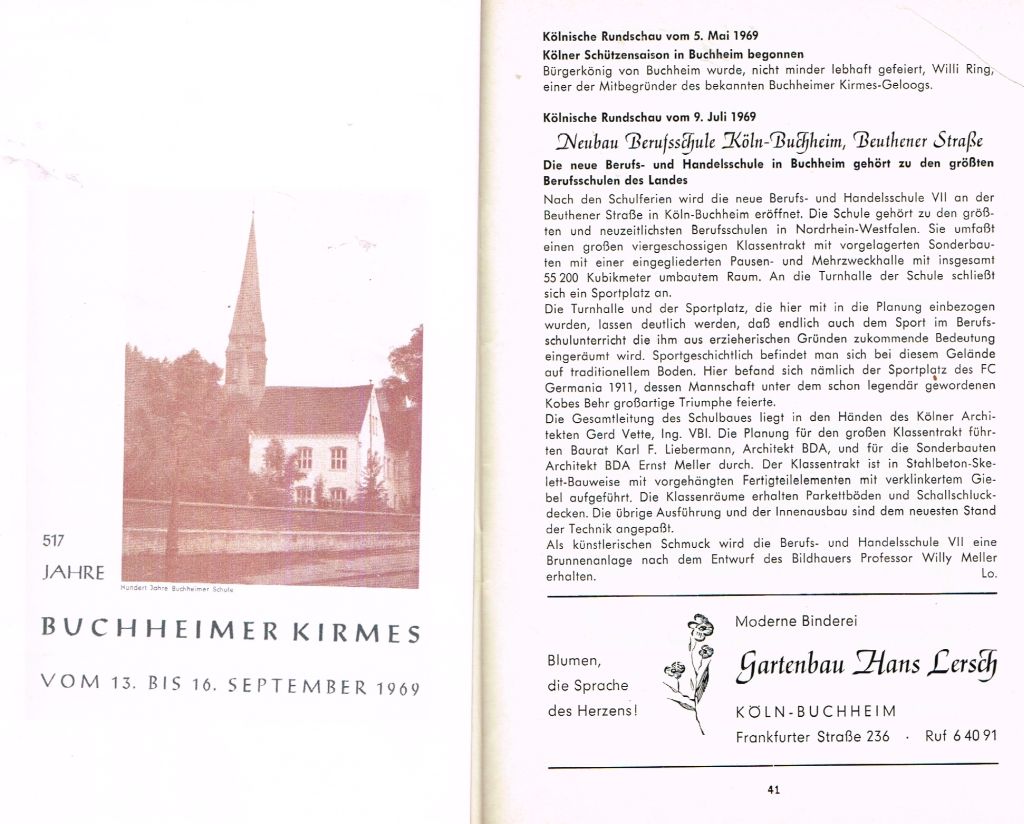 517
JAHRE
Hundert Jahre Buchheimer Schule
BUCHHEIMER KIRMES
VOM 13. BIS 16. SEPTEMBER 1969
Kölnische Rundschau vom 5. Mai 1969
Kölner Schützensaison in Buchheim begonnen
Bürgerkönig von Buchheim wurde, nicht minder lebhaft gefeiert, Willi Ring,
einer der Mitbegründer des bekannten Buchheimer Kirmes-Geloogs.
Kölnische Rundschau vom 9. Juli 1969
Neubau Berufsschule Köln-Buchheim, Beuthener Straße
Die neue Berufs- und Handelsschule in Buchheim gehört zu den größten
Berufsschulen des Landes
Nach den Schulferien wird die neue Berufs- und Handelsschule VII an der
Beuthener Straße in Köln-Buchheim eröffnet. Die Schule gehört zu den größ-
ten und neuzeitlichsten Berufsschulen in Nordrhein-Westfalen. Sie umfaßt
einen großen viergeschossigen Klassentrakt mit vorgelagerten Sonderbau-
ten mit einer eingegliederten Pausen- und Mehrzweckhalle mit insgesamt
55 200 Kubikmeter umbautem Raum. An die Turnhalle der Schule schließt
sich ein Sportplatz an.
Die Turnhalle und der Sportplatz, die hier mit in die Planung einbezogen
wurden, lassen deutlich werden, daß endlich auch dem Sport im Berufs-
schulunterricht die ihm aus erzieherischen Gründen zukommende Bedeutung
eingeräumt wird. Sportgeschichtlich befindet man sich bei diesem Gelände
auf traditionellem Boden. Hier befand sich nämlich der Sportplatz des FC
Germania 1911, dessen Mannschaft unter dem schon legendär gewordenen
Kobes Behr großartige Triumphe feierte.
Die Gesamtleitung des Schulbaues liegt in den Händen des Kölner Archi-
tekten Gerd Vette, Ing. VBI. Die Planung für den großen Klassentrakt führ-
ten Baurat Karl F. Liebermann, Architekt BDA, und für die Sonderbauten
Architekt BDA Ernst Meller durch. Der Klassentrakt ist in Stahlbeton-Ske-
lett-Bauweise mit vorgehängten Fertigteilelementen mit verklinkertem Gie-
bel aufgeführt. Die Klassenräume erhalten Parkettböden und Schallschluck-
decken. Die übrige Ausführung und der Innenausbau sind dem neuesten Stand
der Technik angepaßt.
Als künstlerischen Schmuck wird die Berufs- und Handelsschule VII eine
Brunnenanlage nach dem Entwurf des Bildhauers Professor Willy Meller
erhalten. Lo.
Blumen,
die Sprache
des Herzens!
Moderne Binderei
Gartenbau Hans Lersch
KÖLN-BUCHHEIM
Frankfurter Straße 236 · Ruf 6 40 91
41